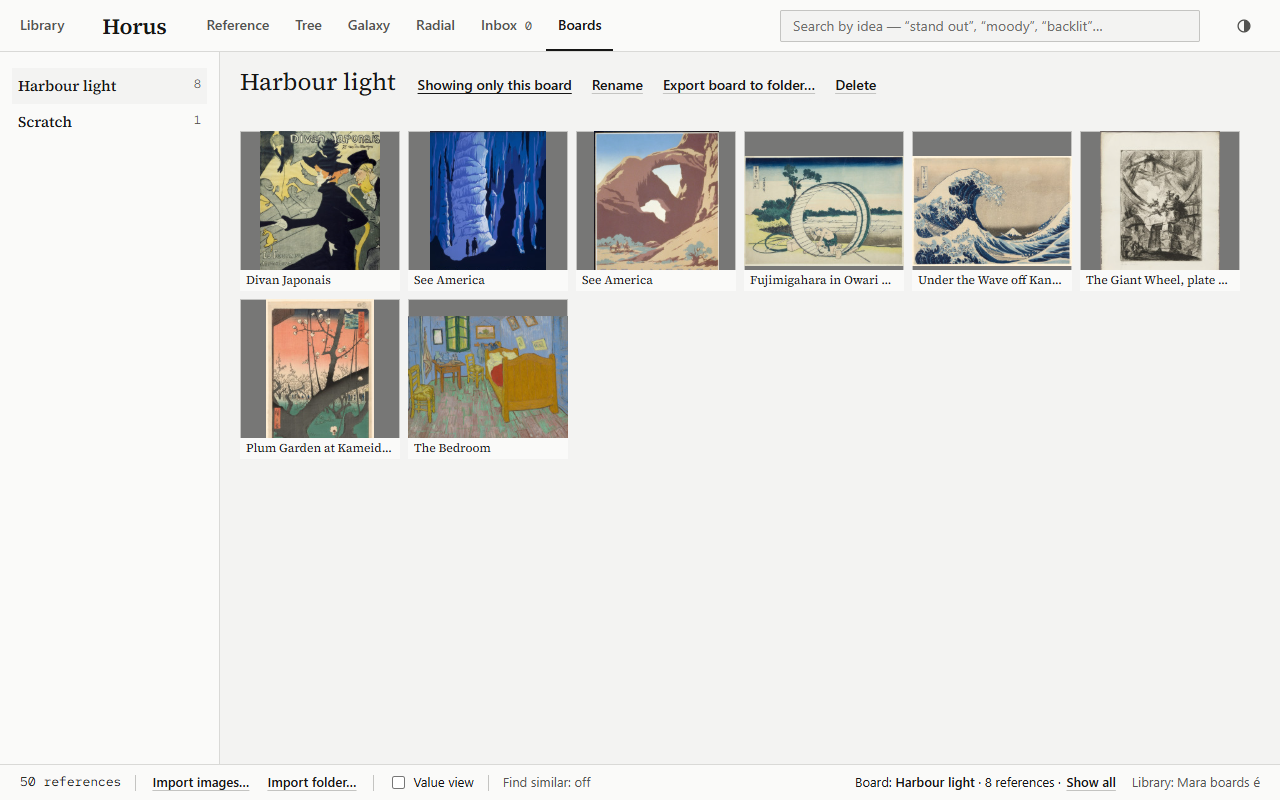 Library Horus Reference Tree Galaxy Radial Inbox 0 Boards Search by idea — “stand out”, “moody”, “backlit”…
Harbour light 8
Scratch 1
Harbour light Showing only this board Rename Export board to folder… Delete
Divan Japonais
Divan Japonais
See America
See America
Fujimigahara in Owari ...
Under the Wave off Kan...
The Giant Wheel, plate ...
Plum Garden at Kameid...
The Bedroom
50 references Import images… Import folder… Value view Find similar: off Board: Harbour light · 8 references · Show all Library: Mara boards é